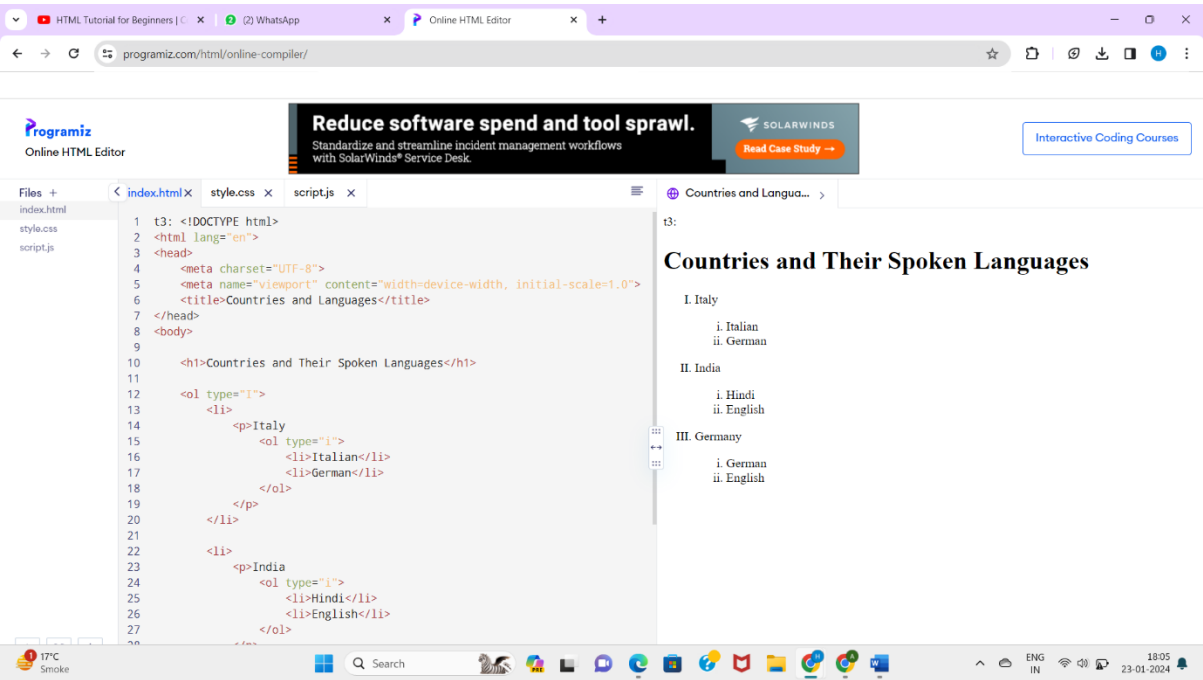 HTML Tutorial for Beginners |
(2) WhatsApp
Online HTML Editor
programiz.com/html/online-compiler/
H
Programiz
Online HTML Editor
Reduce software spend and tool sprawl.
Standardize and streamline incident management workflows
with SolarWinds® Service Desk.
SOLARWINDS
Read Case Study →
Interactive Coding Courses
Files +
index.html
style.css
script.js
index.html
style.css
script.js
Countries and Langua...
1 t3: <!DOCTYPE html>
2 <html lang="en">
3 <head>
4 <meta charset="UTF-8">
5 <meta name="viewport" content="width=device-width, initial-scale=1.0">
6 <title>Countries and Languages</title>
7 </head>
8 <body>
9
10 <h1>Countries and Their Spoken Languages</h1>
11
12 <ol type="I">
13 <li>
14 <p>Italy
15 <ol type="i">
16 <li>Italian</li>
17 <li>German</li>
18 </ol>
19 </p>
20 </li>
21
22 <li>
23 <p>India
24 <ol type="i">
25 <li>Hindi</li>
26 <li>English</li>
27 </ol>
t3:
Countries and Their Spoken Languages
I. Italy
i. Italian
ii. German
II. India
i. Hindi
ii. English
III. Germany
i. German
ii. English
1
17°C
Smoke
Search
PRE
ENG
IN
18:05
23-01-2024